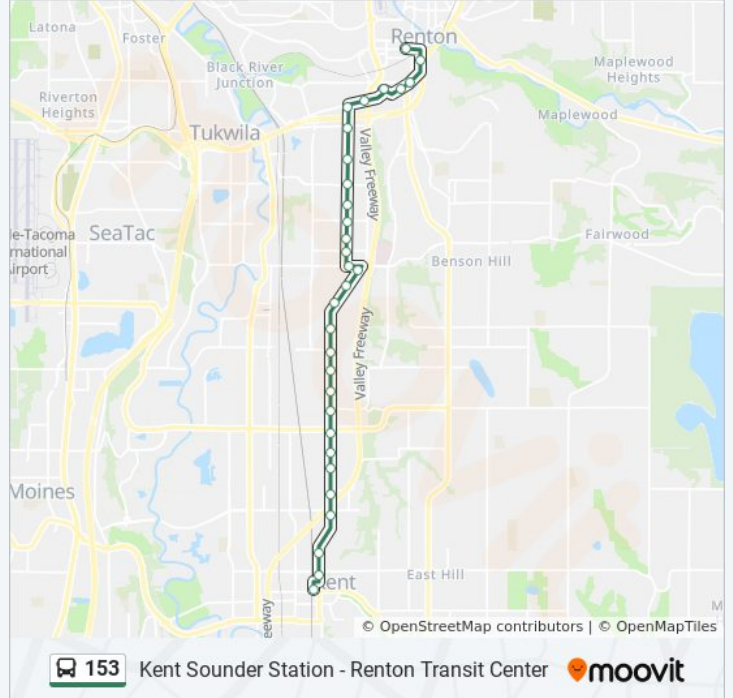 Latona
Renton
Foster
Black River
Junction
Maplewood
Heights
Riverton
Heights
Tukwila
Maplewood
Valley Freeway
le-Tacoma
rnational
Airport
SeaTac
Fairwood
Benson Hill
Valley Freeway
Moines
Kent
East Hill
eeway
M
© OpenStreetMap contributors | © OpenMapTiles
153 Kent Sounder Station - Renton Transit Center moovit